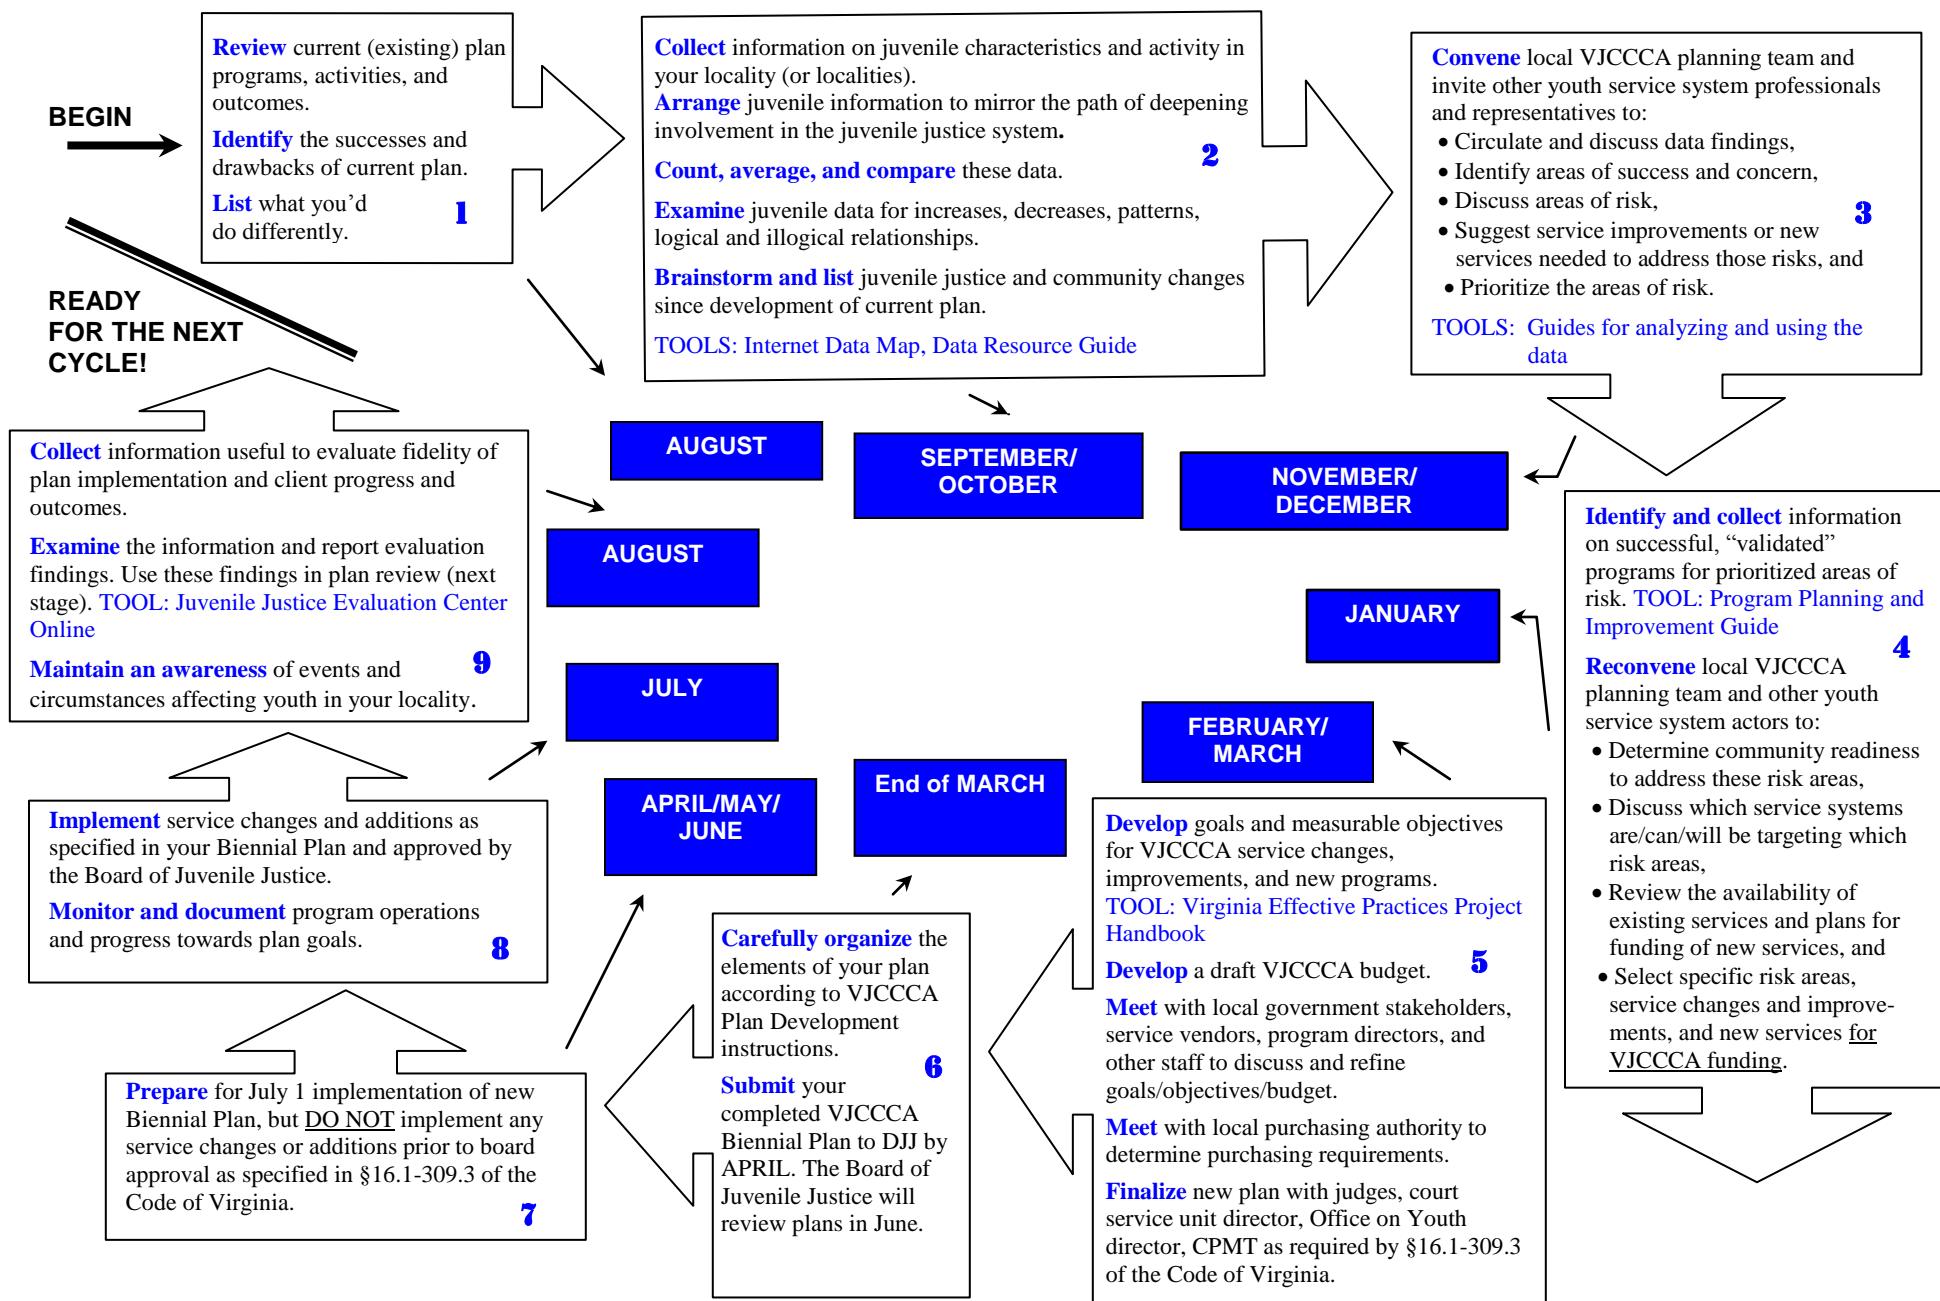 BEGIN
Review current (existing) plan
programs, activities, and
outcomes.
Identify the successes and
drawbacks of current plan.
List what you’d
do differently.
1
Collect information on juvenile characteristics and activity in
your locality (or localities).
Arrange juvenile information to mirror the path of deepening
involvement in the juvenile justice system.
2
Count, average, and compare these data.
Examine juvenile data for increases, decreases, patterns,
logical and illogical relationships.
Brainstorm and list juvenile justice and community changes
since development of current plan.
TOOLS: Internet Data Map, Data Resource Guide
Convene local VJCCCA planning team and
invite other youth service system professionals
and representatives to:
• Circulate and discuss data findings,
• Identify areas of success and concern,
• Discuss areas of risk,
3
• Suggest service improvements or new
services needed to address those risks, and
• Prioritize the areas of risk.
TOOLS: Guides for analyzing and using the
data
READY
FOR THE NEXT
CYCLE!
AUGUST
SEPTEMBER/
OCTOBER
NOVEMBER/
DECEMBER
Identify and collect information
on successful, “validated”
programs for prioritized areas of
risk. TOOL: Program Planning and
Improvement Guide
4
Reconvene local VJCCCA
planning team and other youth
service system actors to:
• Determine community readiness
to address these risk areas,
• Discuss which service systems
are/can/will be targeting which
risk areas,
• Review the availability of
existing services and plans for
funding of new services, and
• Select specific risk areas,
service changes and improve-
ments, and new services for
VJCCCA funding.
JANUARY
FEBRUARY/
MARCH
Develop goals and measurable objectives
for VJCCCA service changes,
improvements, and new programs.
TOOL: Virginia Effective Practices Project
Handbook
5
Develop a draft VJCCCA budget.
Meet with local government stakeholders,
service vendors, program directors, and
other staff to discuss and refine
goals/objectives/budget.
Meet with local purchasing authority to
determine purchasing requirements.
Finalize new plan with judges, court
service unit director, Office on Youth
director, CPMT as required by §16.1-309.3
of the Code of Virginia.
End of MARCH
Carefully organize the
elements of your plan
according to VJCCCA
Plan Development
instructions.
6
Submit your
completed VJCCCA
Biennial Plan to DJJ by
APRIL. The Board of
Juvenile Justice will
review plans in June.
APRIL/MAY/
JUNE
Prepare for July 1 implementation of new
Biennial Plan, but DO NOT implement any
service changes or additions prior to board
approval as specified in §16.1-309.3 of the
Code of Virginia.
7
JULY
Implement service changes and additions as
specified in your Biennial Plan and approved by
the Board of Juvenile Justice.
Monitor and document program operations
and progress towards plan goals.
8
AUGUST
Collect information useful to evaluate fidelity of
plan implementation and client progress and
outcomes.
Examine the information and report evaluation
findings. Use these findings in plan review (next
stage). TOOL: Juvenile Justice Evaluation Center
Online
9
Maintain an awareness of events and
circumstances affecting youth in your locality.